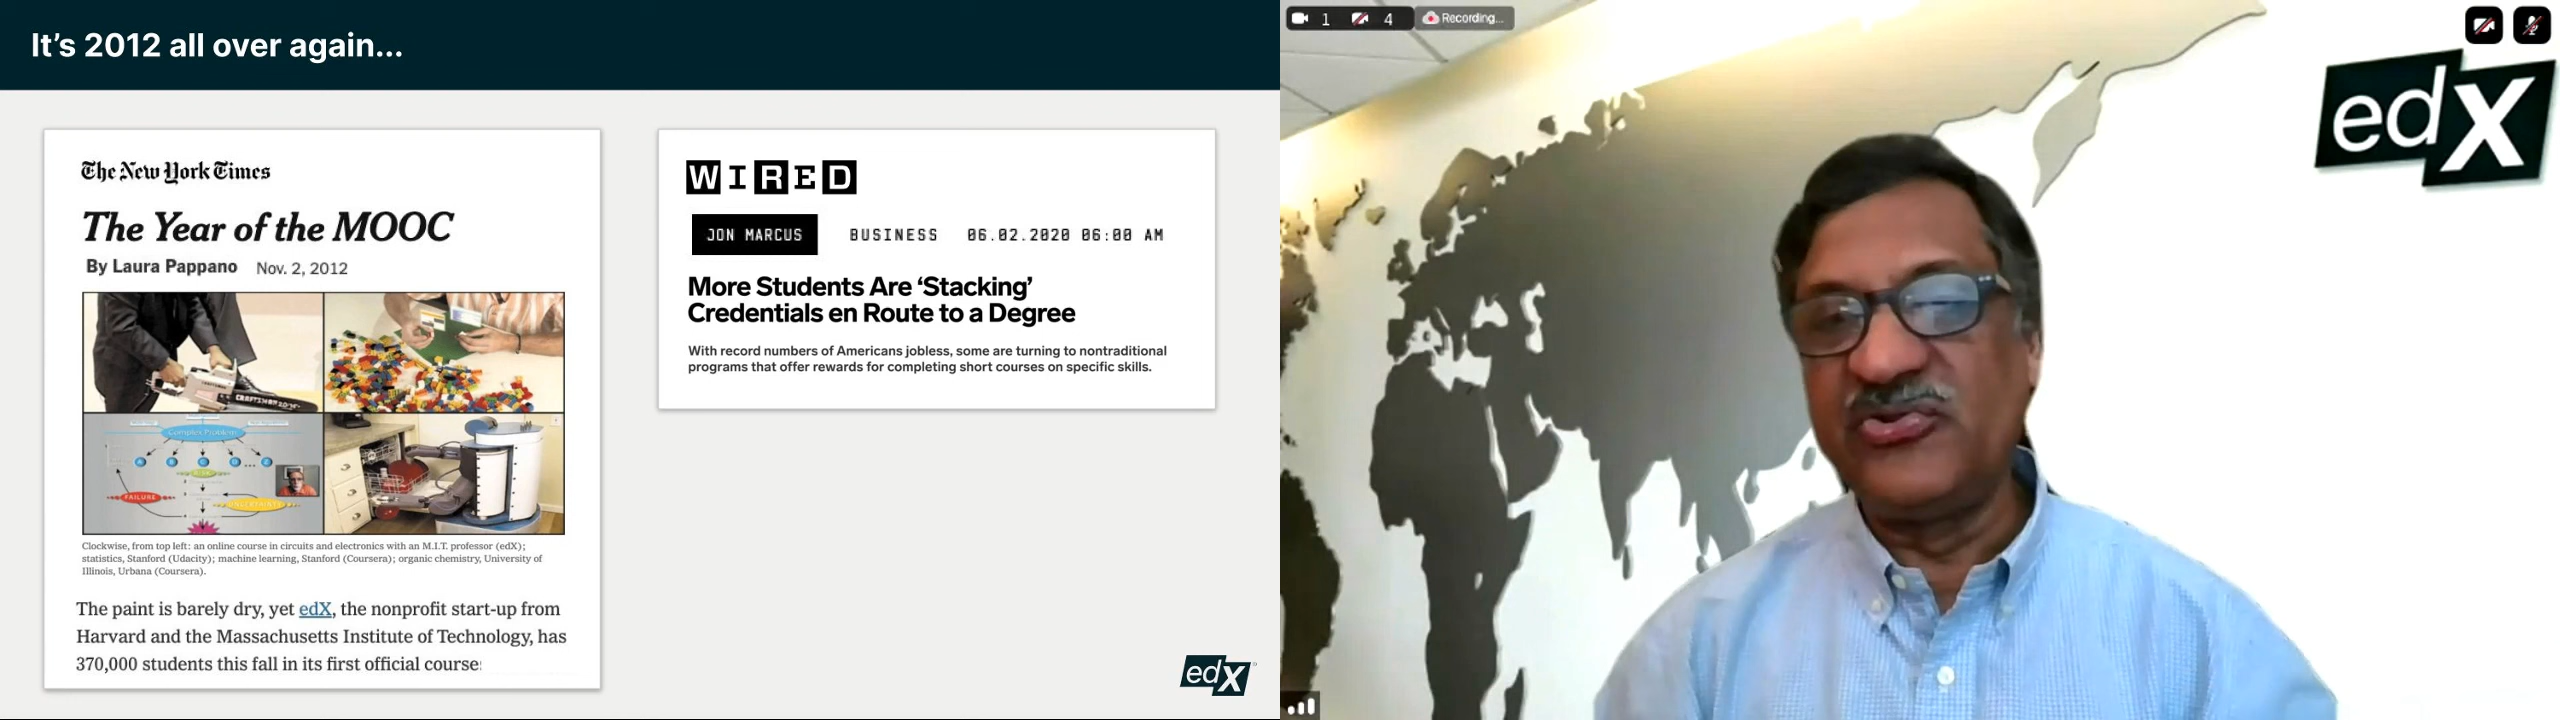 It's 2012 all over again...
The New York Times
The Year of the MOOC
By Laura Pappano Nov. 2, 2012
CRAFTSMAN
Complex Problems
FAILURE
UNCERTAINTY
Clockwise, from top left: an online course in circuits and electronics with an M.I.T. professor (edX);
statistics, Stanford (Udacity); machine learning, Stanford (Coursera); organic chemistry, University of
Illinois, Urbana (Coursera).
The paint is barely dry, yet edX, the nonprofit start-up from
Harvard and the Massachusetts Institute of Technology, has
370,000 students this fall in its first official course
WIRED
JON MARCUS BUSINESS 06.02.2020 06:00 AM
More Students Are ‘Stacking’
Credentials en Route to a Degree
With record numbers of Americans jobless, some are turning to nontraditional
programs that offer rewards for completing short courses on specific skills.
edX
1 4 Recording...
edX